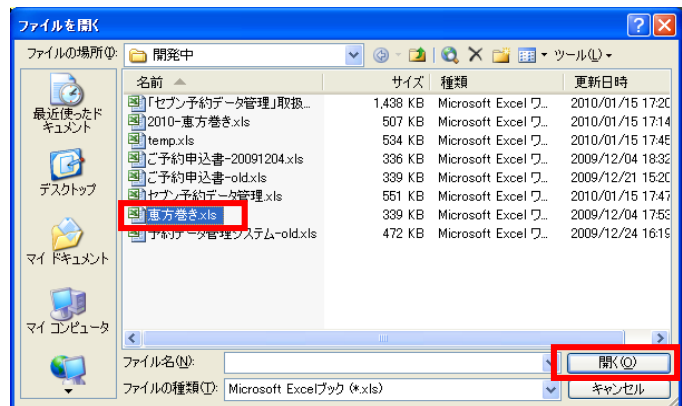 ファイルを開く
ファイルの場所(I): 開発中 ツール(L)
名前 サイズ 種類 更新日時
「セブン予約データ管理」取扱... 1,438 KB Microsoft Excel ワ... 2010/01/15 17:20
2010-恵方巻き.xls 507 KB Microsoft Excel ワ... 2010/01/15 17:14
temp.xls 534 KB Microsoft Excel ワ... 2010/01/15 17:45
ご予約申込書-20091204.xls 336 KB Microsoft Excel ワ... 2009/12/04 18:32
ご予約申込書-old.xls 339 KB Microsoft Excel ワ... 2009/12/21 15:20
セブン予約データ管理.xls 551 KB Microsoft Excel ワ... 2010/01/15 17:47
恵方巻き.xls 339 KB Microsoft Excel ワ... 2009/12/04 17:53
予約データ管理システム-old.xls 472 KB Microsoft Excel ワ... 2009/12/24 16:19
最近使ったド
キュメント
デスクトップ
マイ ドキュメント
マイ コンピュータ
ファイル名(N): 開く(O)
ファイルの種類(T): Microsoft Excelブック (*.xls) キャンセル